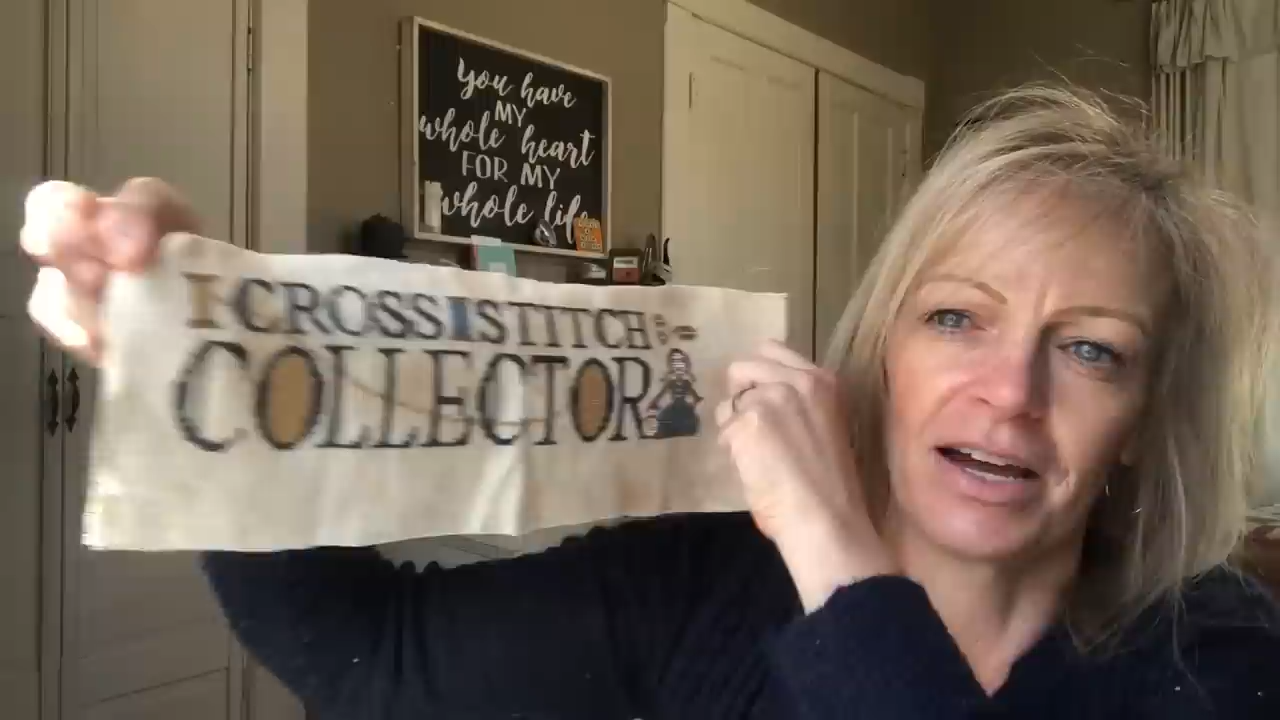 You have
MY
whole heart
FOR MY
whole life
I CROSS STITCH
COLLECTOR